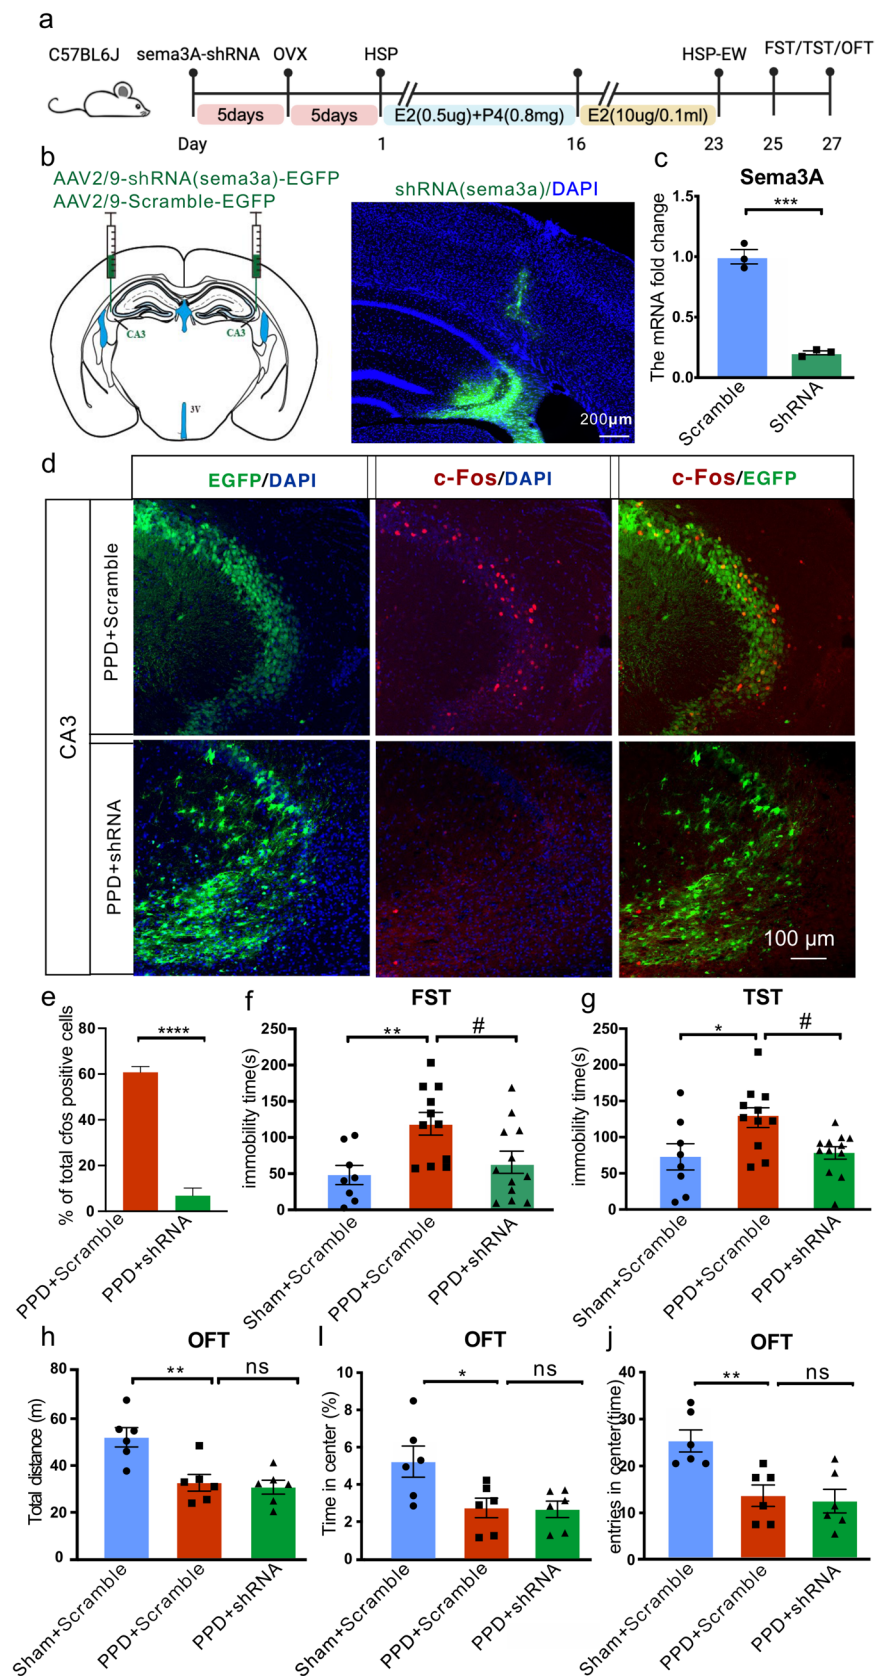 a
C57BL6J sema3A-shRNA OVX HSP HSP-EW FST/TST/OFT
5days 5days E2(0.5ug)+P4(0.8mg) E2(10ug/0.1ml)
Day 1 16 23 25 27
b
AAV2/9-shRNA(sema3a)-EGFP
AAV2/9-Scramble-EGFP
CA3 CA3
3V
shRNA(sema3a)/DAPI
200μm
c
Sema3A
***
The mRNA fold change
1.5
1.0
0.5
0.0
Scramble ShRNA
d
EGFP/DAPI c-Fos/DAPI c-Fos/EGFP
CA3
PPD+Scramble
PPD+shRNA
100 μm
e
% of total cfos positive cells
80
60
40
20
0
****
PPD+Scramble PPD+shRNA
f
FST
immobility time(s)
250
200
150
100
50
0
** #
Sham+Scramble PPD+Scramble PPD+shRNA
g
TST
immobility time(s)
250
200
150
100
50
0
* #
Sham+Scramble PPD+Scramble PPD+shRNA
h
OFT
Total distance (m)
80
60
40
20
0
** ns
Sham+Scramble PPD+Scramble PPD+shRNA
I
OFT
Time in center (%)
10
8
6
4
2
0
* ns
Sham+Scramble PPD+Scramble PPD+shRNA
j
OFT
entries in center(time)
40
30
20
10
0
** ns
Sham+Scramble PPD+Scramble PPD+shRNA